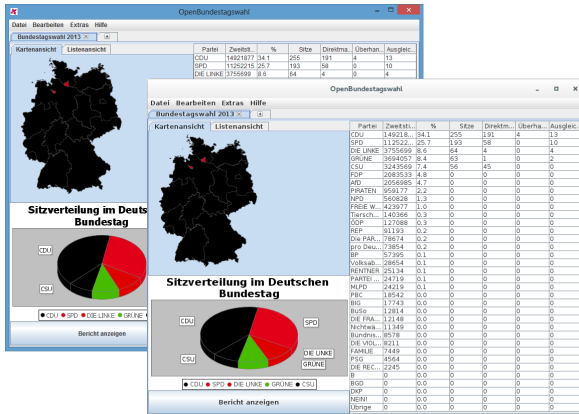 OpenBundestagswahl
Datei Bearbeiten Extras Hilfe
Bundestagswahl 2013
Kartenansicht Listenansicht
Partei Zweitsti... % Sitze Direktma... Überhan... Ausgleic...
CDU 14921877 34.1 255 191 4 13
SPD 11252215 25.7 193 58 0 10
DIE LINKE 3755699 8.6 64 4 0 4
Sitzverteilung im Deuts
Bundestag
CDU
CSU
CDU SPD DIE LINKE GRÜNE
Bericht anzeigen
OpenBundestagswahl
Datei Bearbeiten Extras Hilfe
Bundestagswahl 2013
Kartenansicht Listenansicht
Partei Zweitsti... % Sitze Direktm... Überha... Ausgleic...
CDU 149218... 34.1 255 191 4 13
SPD 112522... 25.7 193 58 0 10
DIE LINKE 3755699 8.6 64 4 0 4
GRÜNE 3694057 8.4 63 1 0 2
CSU 3243569 7.4 56 45 0 0
FDP 2083533 4.8 0 0 0 0
AfD 2056985 4.7 0 0 0 0
PIRATEN 959177 2.2 0 0 0 0
NPD 560828 1.3 0 0 0 0
FREIE W... 423977 1.0 0 0 0 0
Tiersch... 140366 0.3 0 0 0 0
ÖDP 127088 0.3 0 0 0 0
REP 91193 0.2 0 0 0 0
Die PAR... 78674 0.2 0 0 0 0
pro Deu... 73854 0.2 0 0 0 0
BP 57395 0.1 0 0 0 0
Volksab... 28654 0.1 0 0 0 0
RENTNER 25134 0.1 0 0 0 0
PARTEI ... 24719 0.1 0 0 0 0
MLPD 24219 0.1 0 0 0 0
PBC 18542 0.0 0 0 0 0
BIG 17743 0.0 0 0 0 0
BüSo 12814 0.0 0 0 0 0
DIE FRA... 12148 0.0 0 0 0 0
Nichtwä... 11349 0.0 0 0 0 0
Bündnis... 8578 0.0 0 0 0 0
DIE VIOL... 8211 0.0 0 0 0 0
FAMILIE 7449 0.0 0 0 0 0
PSG 4564 0.0 0 0 0 0
DIE REC... 2245 0.0 0 0 0 0
B 0 0.0 0 0 0 0
BGD 0 0.0 0 0 0 0
DKP 0 0.0 0 0 0 0
NEIN! 0 0.0 0 0 0 0
Übrige 0 0.0 0 0 0 0
Sitzverteilung im Deutschen
Bundestag
CDU
SPD
CSU
DIE LINKE
GRÜNE
CDU SPD DIE LINKE GRÜNE CSU
Bericht anzeigen